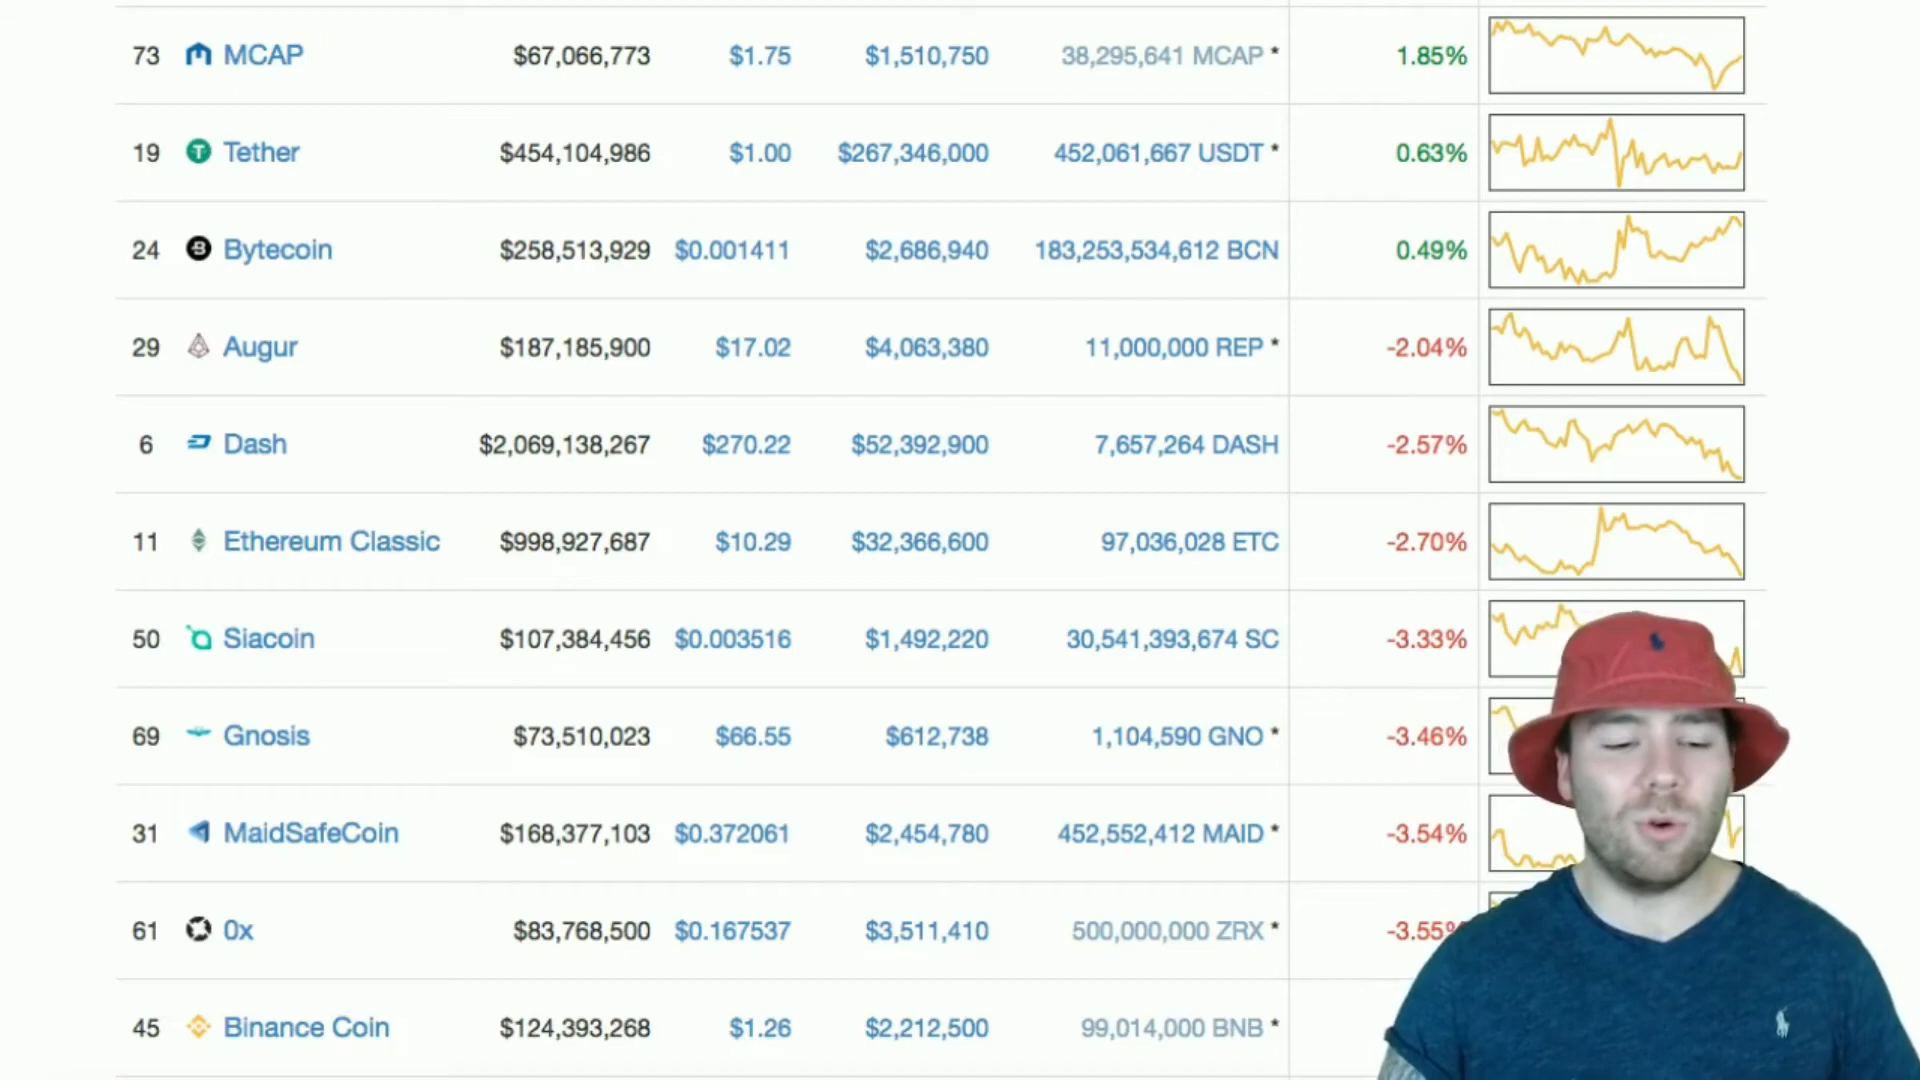 73 MCAP $67,066,773 $1.75 $1,510,750 38,295,641 MCAP * 1.85%
19 Tether $454,104,986 $1.00 $267,346,000 452,061,667 USDT * 0.63%
24 Bytecoin $258,513,929 $0.001411 $2,686,940 183,253,534,612 BCN 0.49%
29 Augur $187,185,900 $17.02 $4,063,380 11,000,000 REP * -2.04%
6 Dash $2,069,138,267 $270.22 $52,392,900 7,657,264 DASH -2.57%
11 Ethereum Classic $998,927,687 $10.29 $32,366,600 97,036,028 ETC -2.70%
50 Siacoin $107,384,456 $0.003516 $1,492,220 30,541,393,674 SC -3.33%
69 Gnosis $73,510,023 $66.55 $612,738 1,104,590 GNO * -3.46%
31 MaidSafeCoin $168,377,103 $0.372061 $2,454,780 452,552,412 MAID * -3.54%
61 0x $83,768,500 $0.167537 $3,511,410 500,000,000 ZRX * -3.55%
45 Binance Coin $124,393,268 $1.26 $2,212,500 99,014,000 BNB *